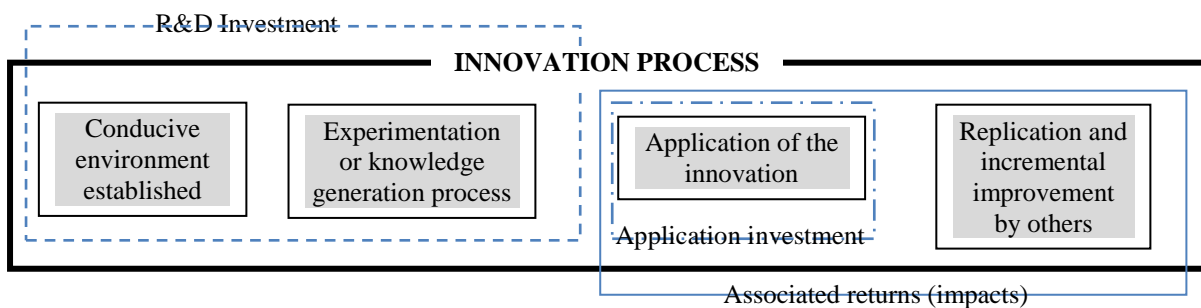 R&D Investment
INNOVATION PROCESS
Conducive
environment
established
Experimentation
or knowledge
generation process
Application of the
innovation
Replication and
incremental
improvement
by others
Application investment
Associated returns (impacts)